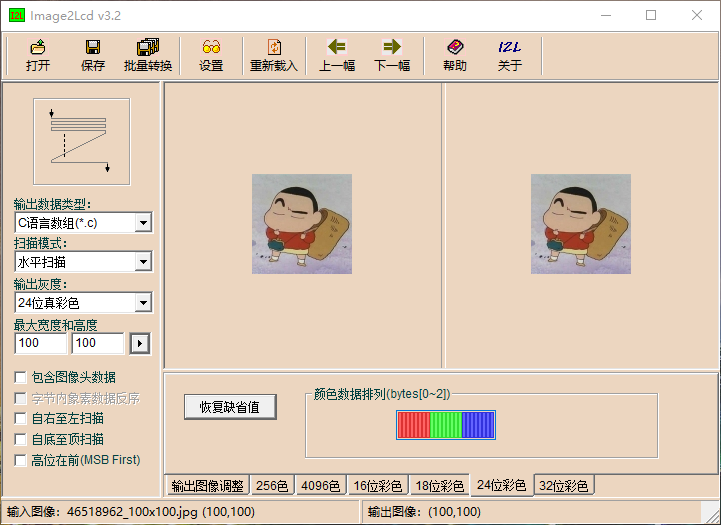 Image2Lcd v3.2
打开 保存 批量转换 设置 重新载入 上一幅 下一幅 帮助 关于
输出数据类型：
C语言数组(*.c)
扫描模式：
水平扫描
输出灰度：
24位真彩色
最大宽度和高度
100 100
包含图像头数据
字节内象素数据反序
自右至左扫描
自底至顶扫描
高位在前(MSB First)
恢复缺省值
颜色数据排列(bytes[0~2])
输出图像调整 256色 4096色 16位彩色 18位彩色 24位彩色 32位彩色
输入图像：46518962_100x100.jpg (100,100)
输出图像：(100,100)